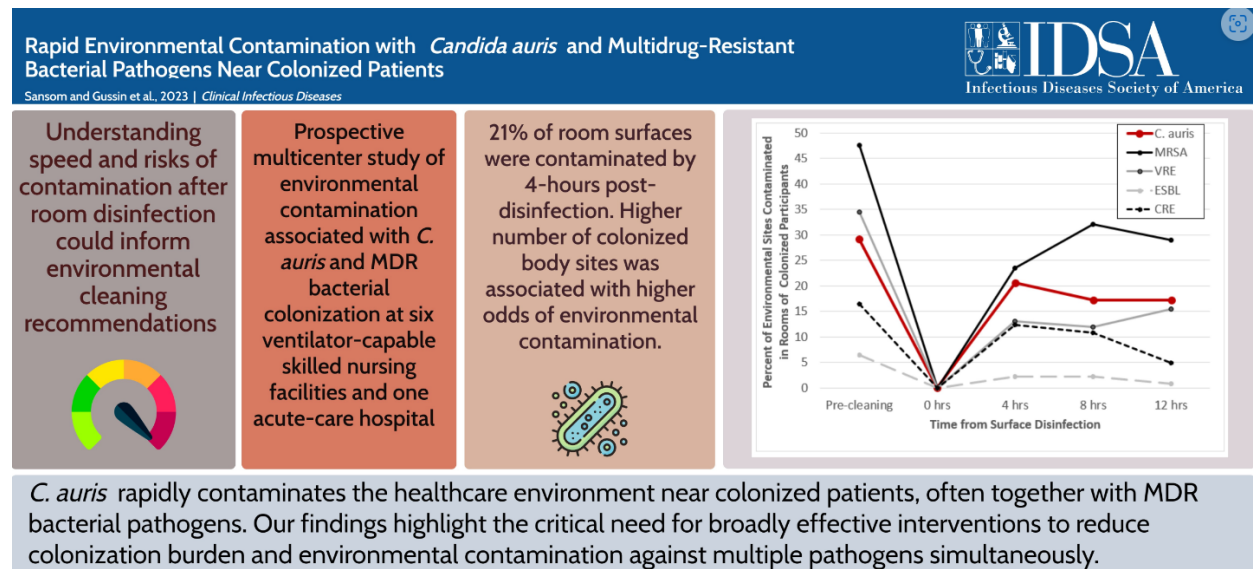 Rapid Environmental Contamination with Candida auris and Multidrug-Resistant
Bacterial Pathogens Near Colonized Patients
Sansom and Gussin et al., 2023 | Clinical Infectious Diseases
IDSA
Infectious Diseases Society of America
Understanding
speed and risks of
contamination after
room disinfection
could inform
environmental
cleaning
recommendations
Prospective
multicenter study of
environmental
contamination
associated with C.
auris and MDR
bacterial
colonization at six
ventilator-capable
skilled nursing
facilities and one
acute-care hospital
21% of room surfaces
were contaminated by
4-hours post-
disinfection. Higher
number of colonized
body sites was
associated with higher
odds of environmental
contamination.
Percent of Environmental Sites Contaminated
in Rooms of Colonized Participants
50
45
40
35
30
25
20
15
10
5
0
C. auris
MRSA
VRE
ESBL
CRE
Pre-cleaning 0 hrs 4 hrs 8 hrs 12 hrs
Time from Surface Disinfection
C. auris rapidly contaminates the healthcare environment near colonized patients, often together with MDR
bacterial pathogens. Our findings highlight the critical need for broadly effective interventions to reduce
colonization burden and environmental contamination against multiple pathogens simultaneously.